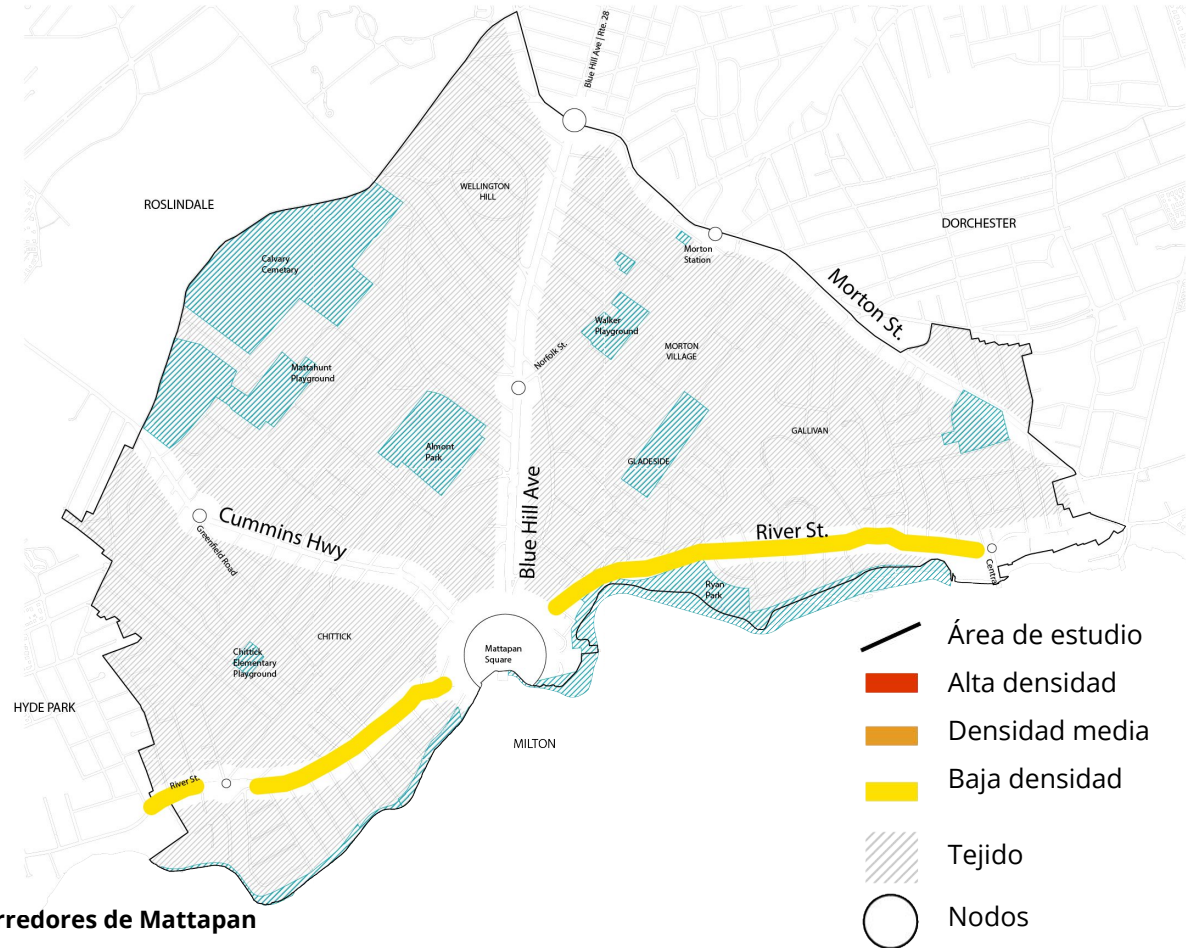 Blue Hill Ave | Rte. 28
WELLINGTON
HILL
ROSLINDALE
DORCHESTER
Calvary
Cemetary
Morton
Station
Morton St.
Walker
Playground
Norfolk St.
MORTON
VILLAGE
Mattahunt
Playground
Almont
Park
GALLIVAN
GLADESIDE
Blue Hill Ave
Cummins Hwy
Greenfield Road
River St.
Central
Ryan
Park
CHITTICK
Mattapan
Square
Chittick
Elementary
Playground
HYDE PARK
MILTON
River St.
Área de estudio
Alta densidad
Densidad media
Baja densidad
Tejido
Nodos
rredores de Mattapan